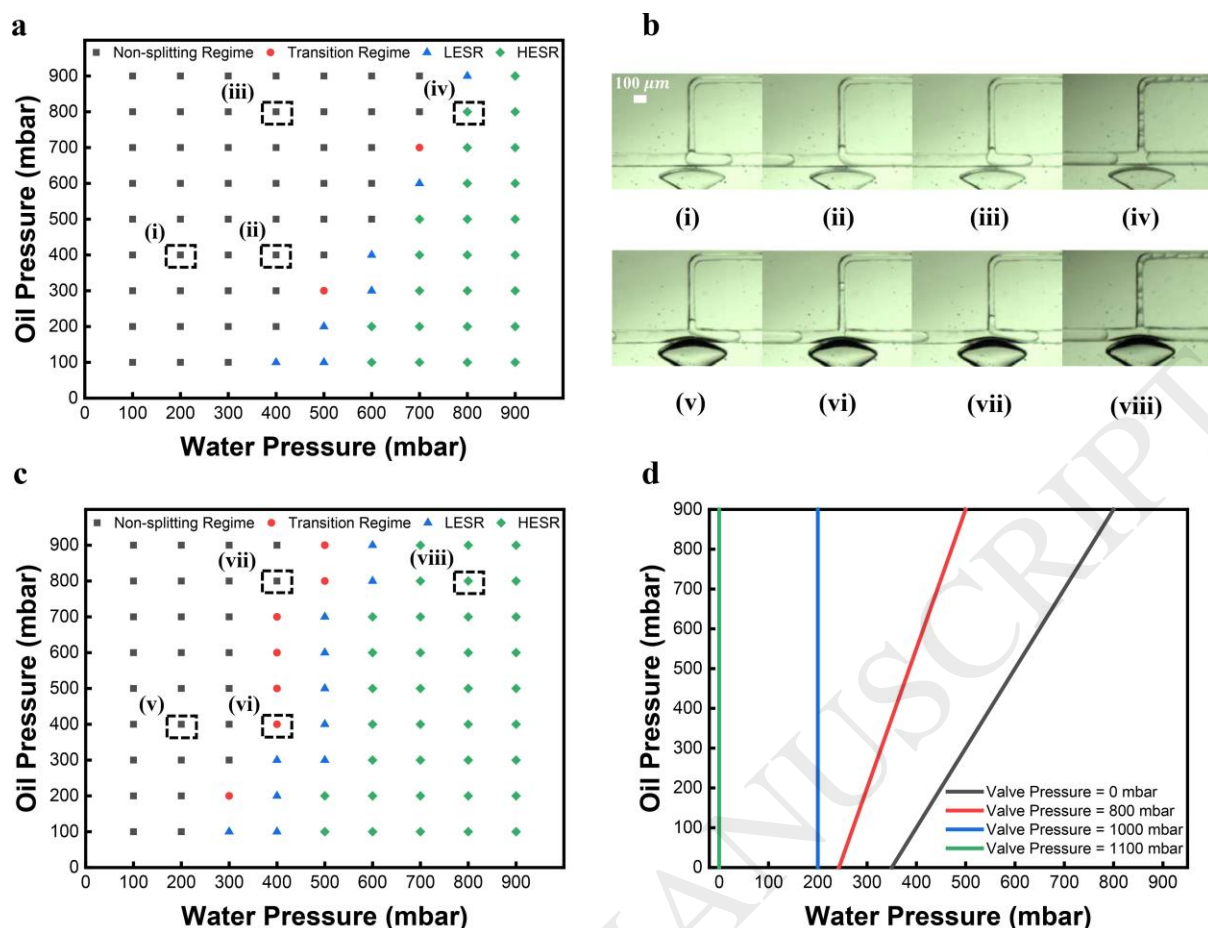 a
Non-splitting Regime Transition Regime LESR HESR
900
800
700
600
500
400
300
200
100
0
(iii)
(iv)
(i)
(ii)
0 100 200 300 400 500 600 700 800 900
Oil Pressure (mbar)
Water Pressure (mbar)
b
100 μm
(i) (ii) (iii) (iv)
(v) (vi) (vii) (viii)
c
Non-splitting Regime Transition Regime LESR HESR
900
800
700
600
500
400
300
200
100
0
(vii)
(viii)
(v)
(vi)
0 100 200 300 400 500 600 700 800 900
Oil Pressure (mbar)
Water Pressure (mbar)
d
900
800
700
600
500
400
300
200
100
0
Valve Pressure = 0 mbar
Valve Pressure = 800 mbar
Valve Pressure = 1000 mbar
Valve Pressure = 1100 mbar
0 100 200 300 400 500 600 700 800 900
Oil Pressure (mbar)
Water Pressure (mbar)
MANUSCRIPT